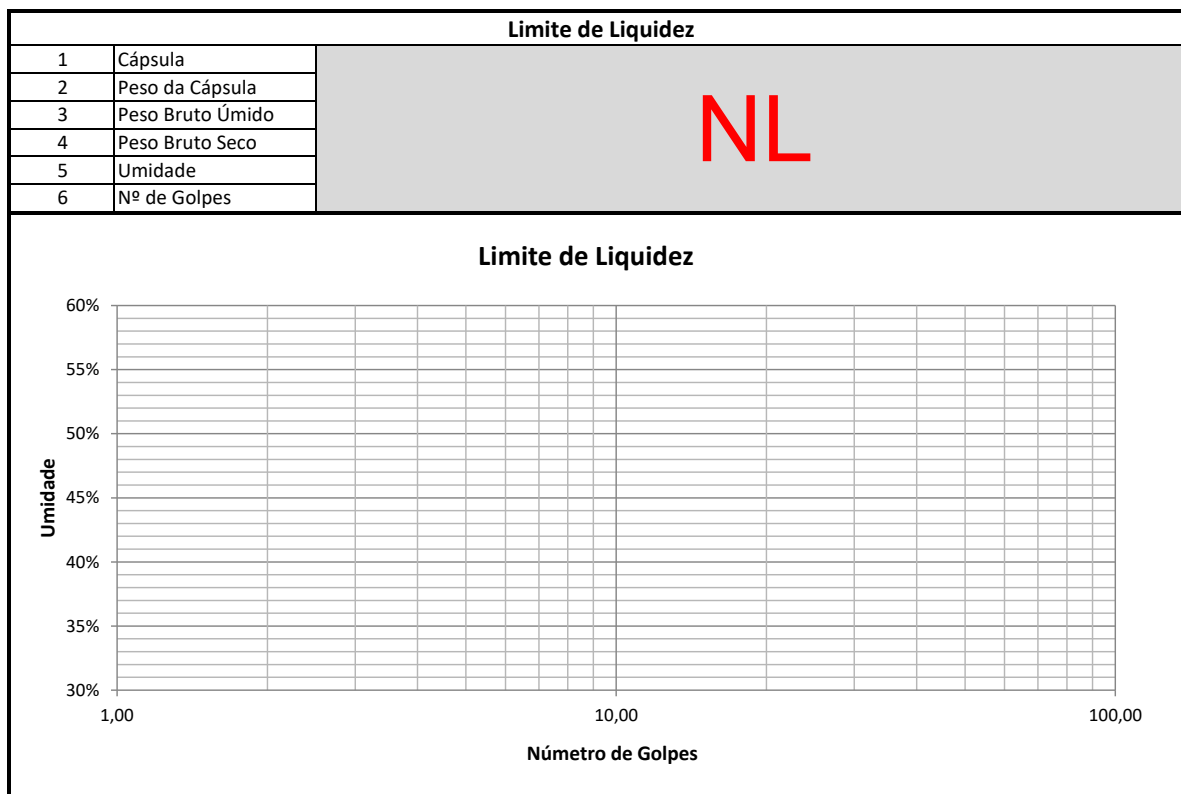 Limite de Liquidez
1 Cápsula
2 Peso da Cápsula
3 Peso Bruto Úmido
4 Peso Bruto Seco
5 Umidade
6 Nº de Golpes
NL
Limite de Liquidez
60%
55%
50%
45%
40%
35%
30%
Umidade
1,00 10,00 100,00
Númetro de Golpes